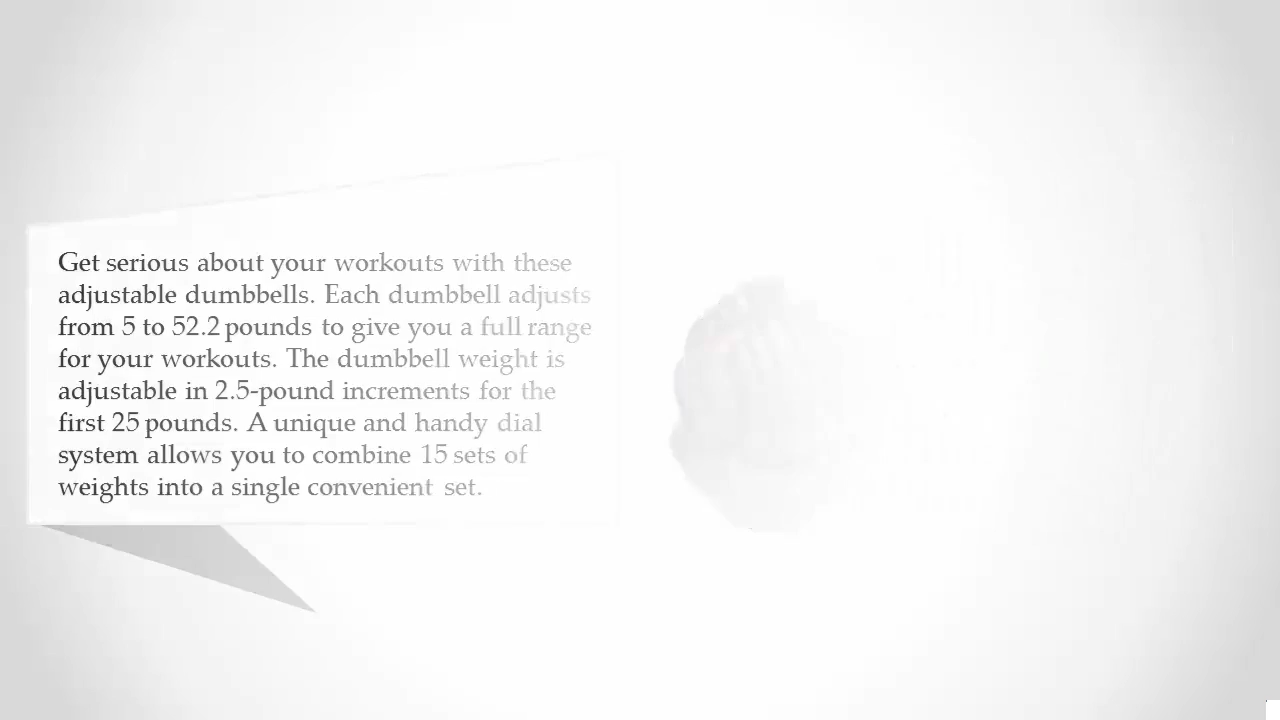 Get serious about your workouts with these
adjustable dumbbells. Each dumbbell adjusts
from 5 to 52.2 pounds to give you a full range
for your workouts. The dumbbell weight is
adjustable in 2.5-pound increments for the
first 25 pounds. A unique and handy dial
system allows you to combine 15 sets of
weights into a single convenient set.